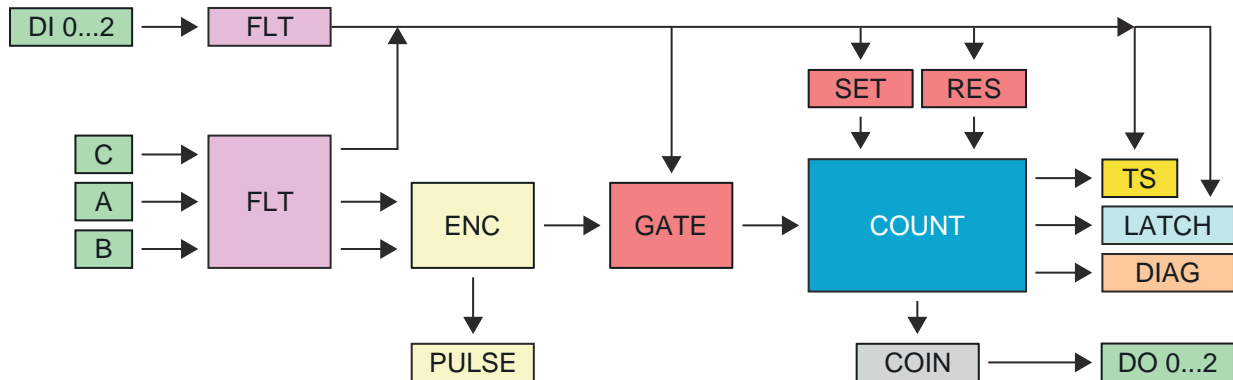 DI 0...2
FLT
SET
RES
C
A
B
FLT
ENC
GATE
COUNT
TS
LATCH
DIAG
PULSE
COIN
DO 0...2